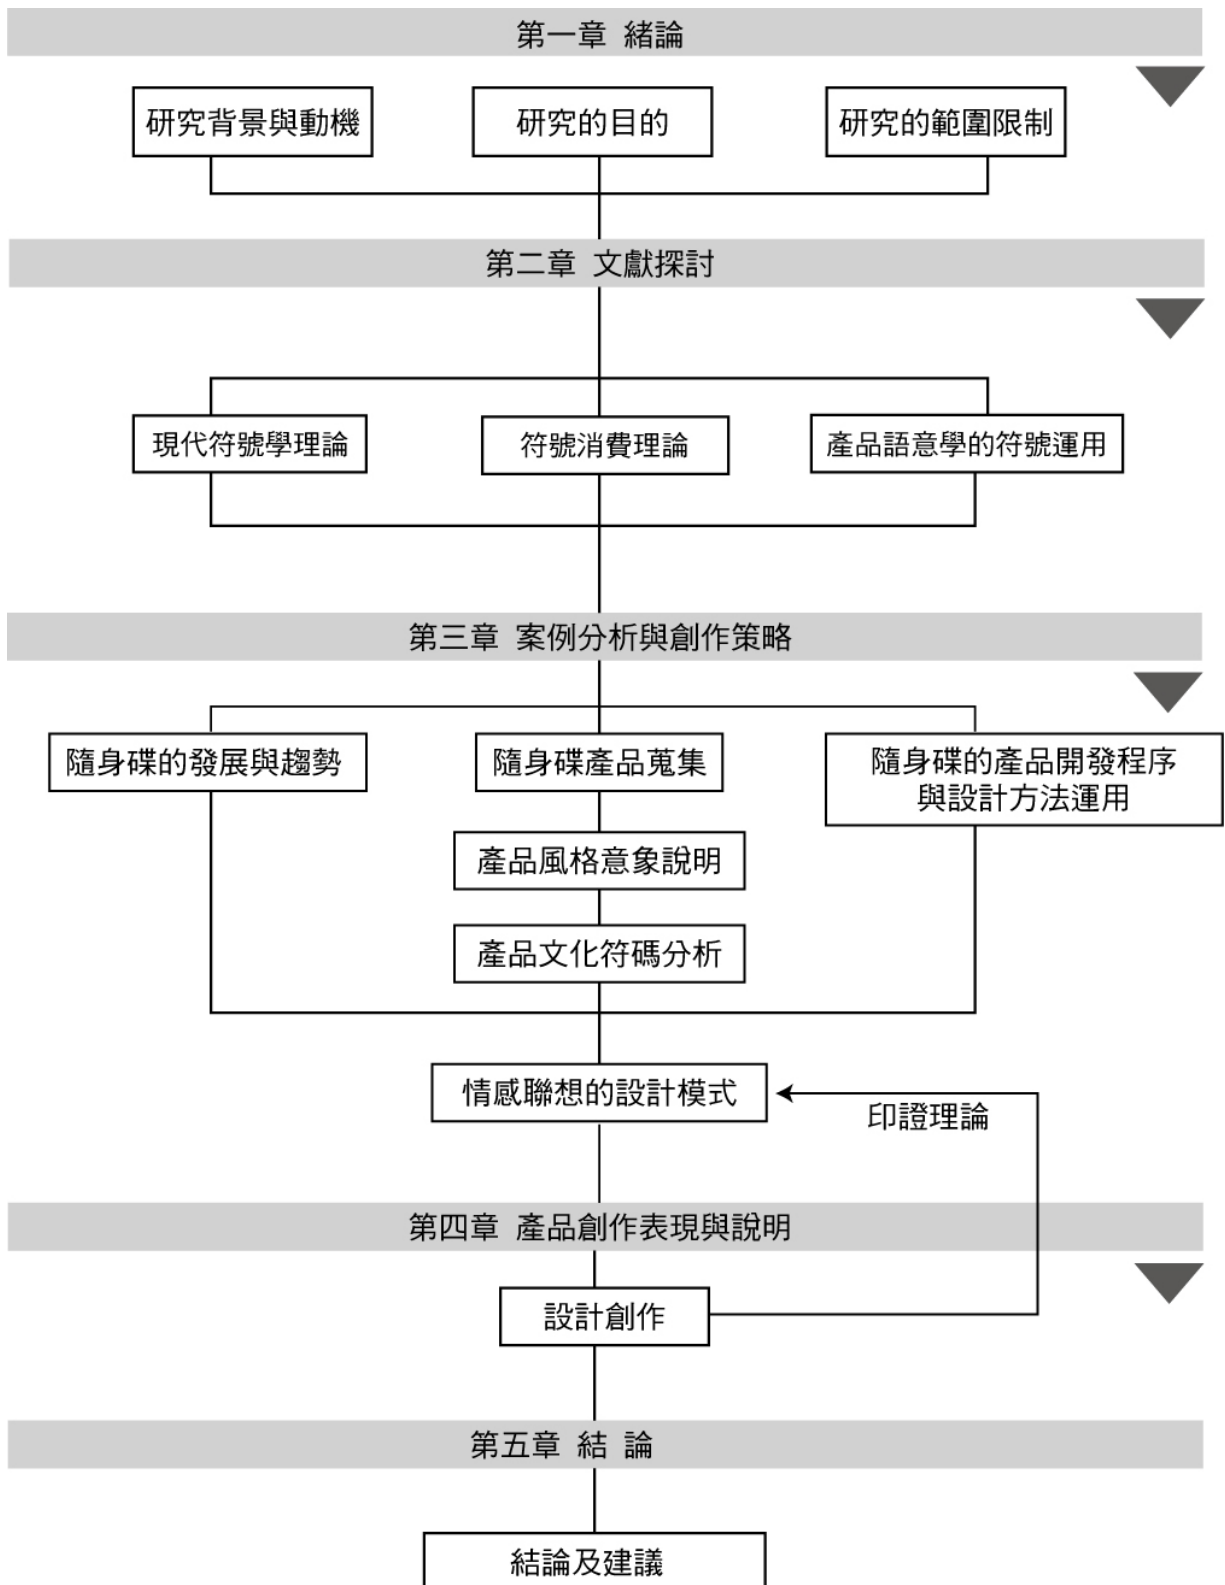 第一章 緒論
研究背景與動機
研究的目的
研究的範圍限制
第二章 文獻探討
現代符號學理論
符號消費理論
產品語意學的符號運用
第三章 案例分析與創作策略
隨身碟的發展與趨勢
隨身碟產品蒐集
隨身碟的產品開發程序
與設計方法運用
產品風格意象說明
產品文化符碼分析
情感聯想的設計模式
印證理論
第四章 產品創作表現與說明
設計創作
第五章 結 論
結論及建議